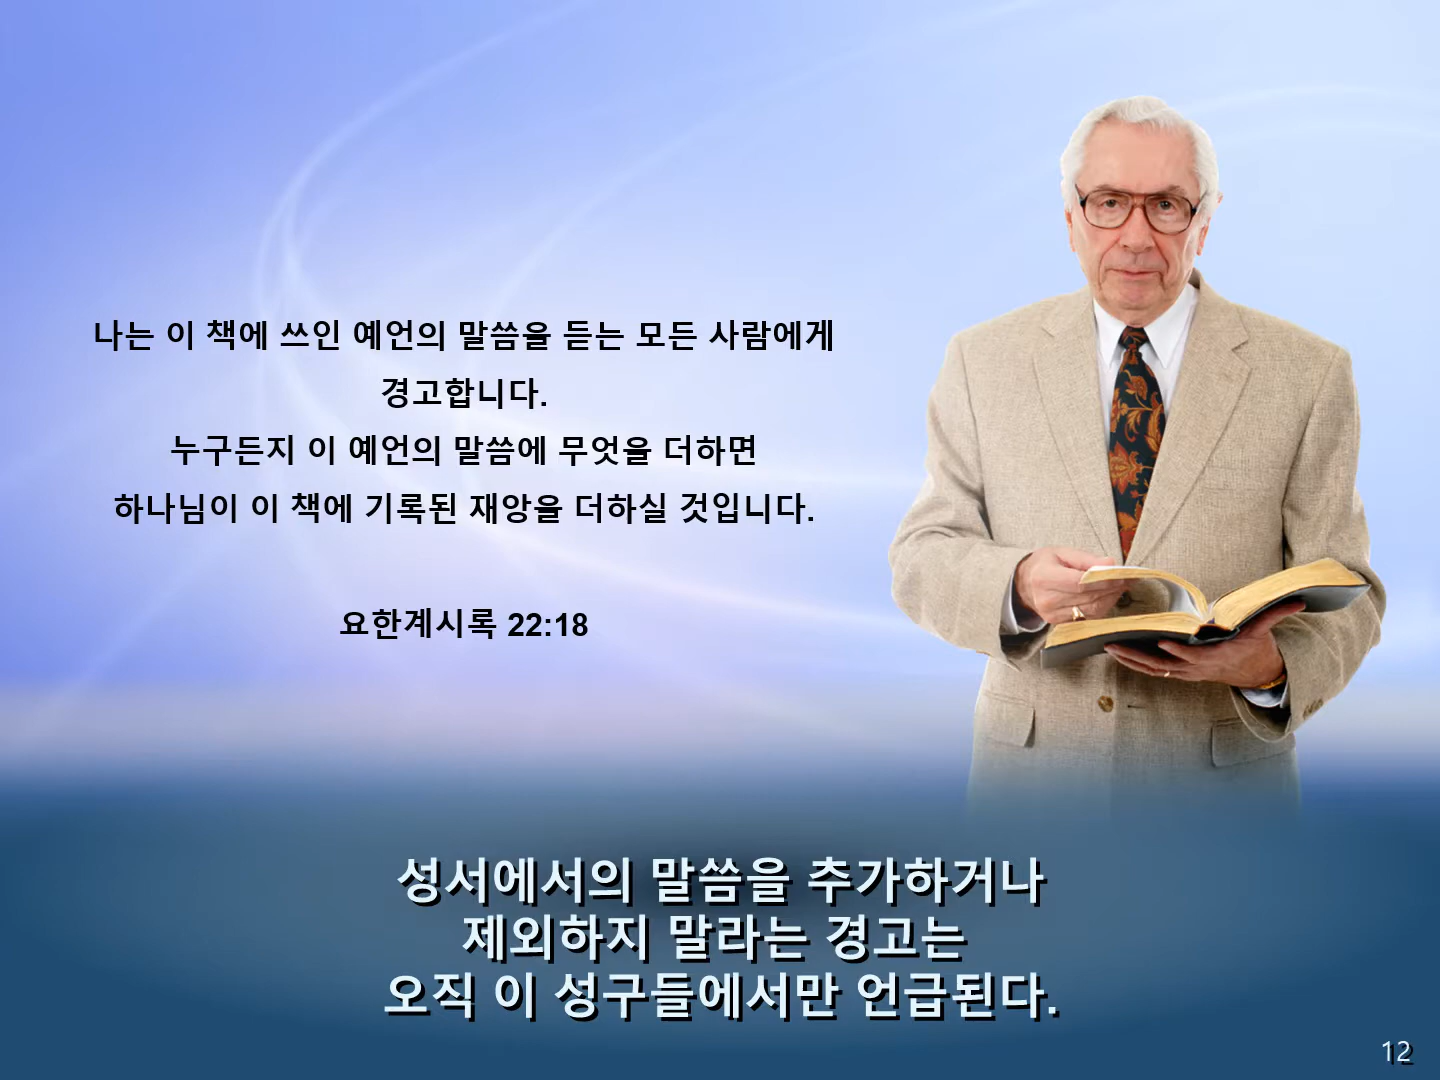 나는 이 책에 쓰인 예언의 말씀을 듣는 모든 사람에게
경고합니다.
누구든지 이 예언의 말씀에 무엇을 더하면
하나님이 이 책에 기록된 재앙을 더하실 것입니다.
요한계시록 22:18
성서에서의 말씀을 추가하거나
제외하지 말라는 경고는
오직 이 성구들에서만 언급된다.
12